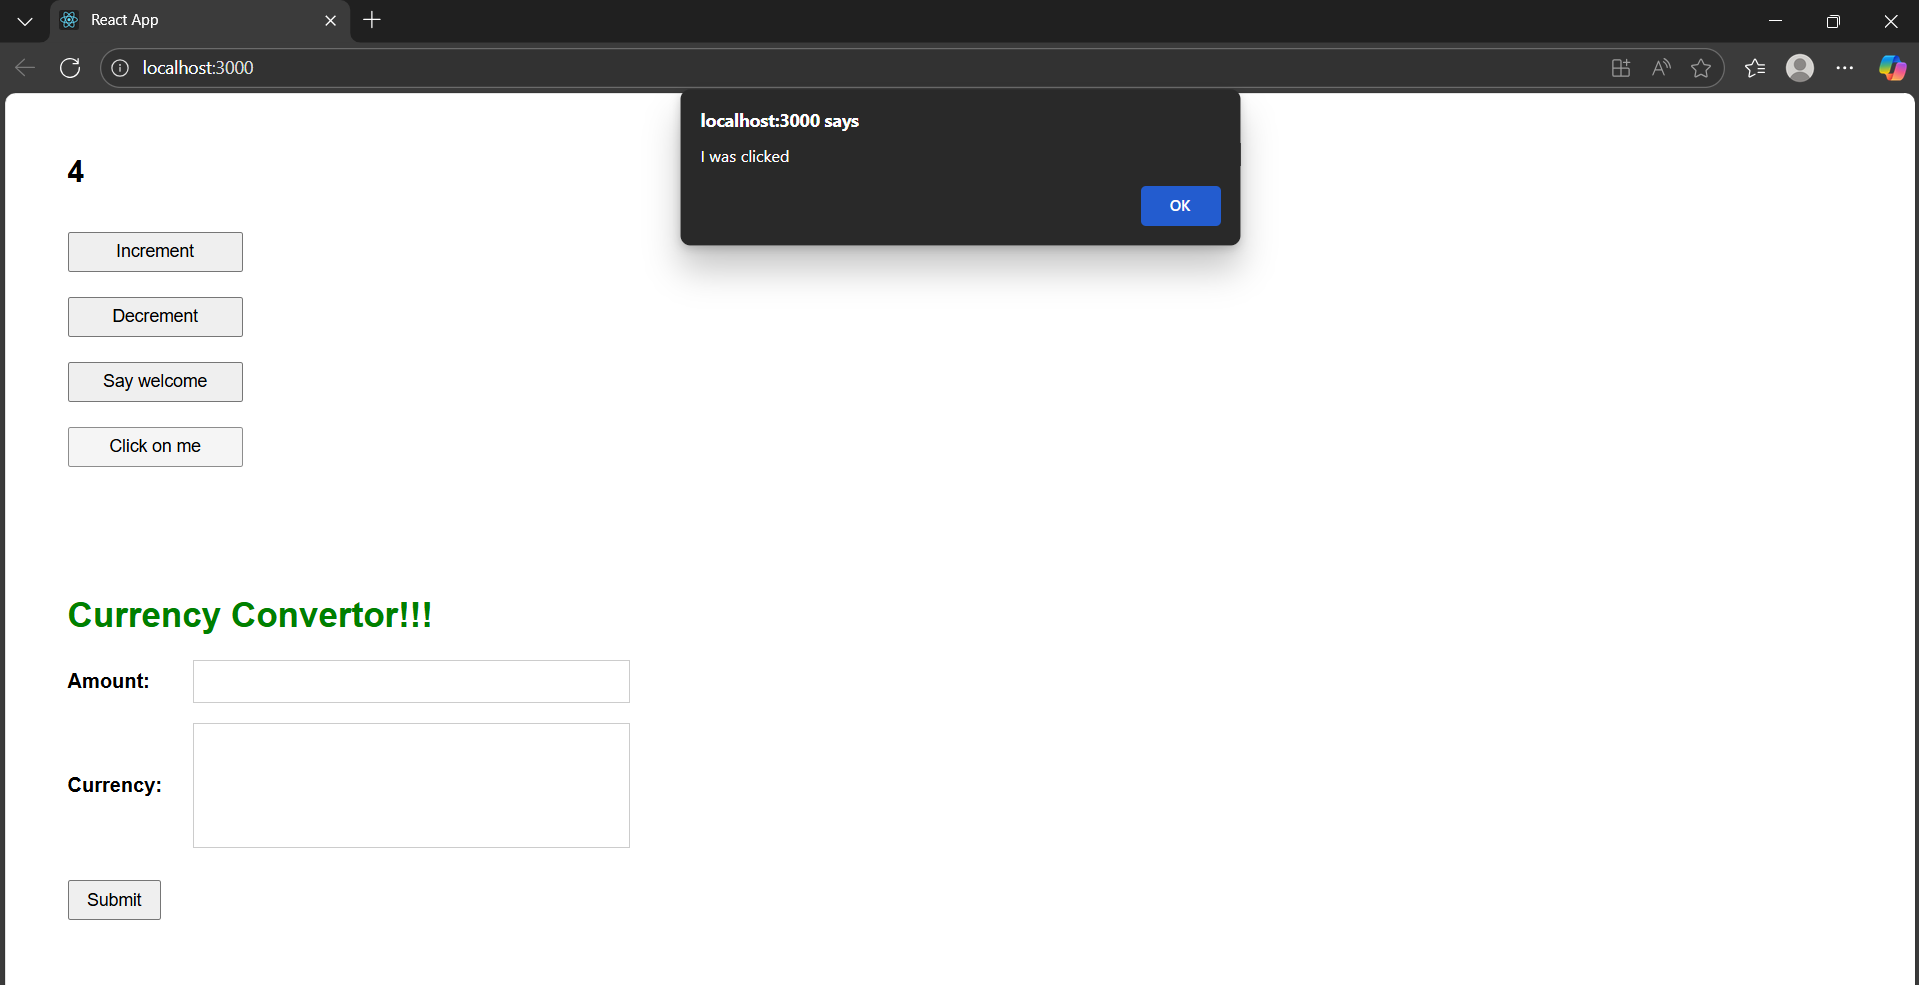 React App
localhost:3000
localhost:3000 says
I was clicked
OK
4
Increment
Decrement
Say welcome
Click on me
Currency Convertor!!!
Amount:
Currency:
Submit